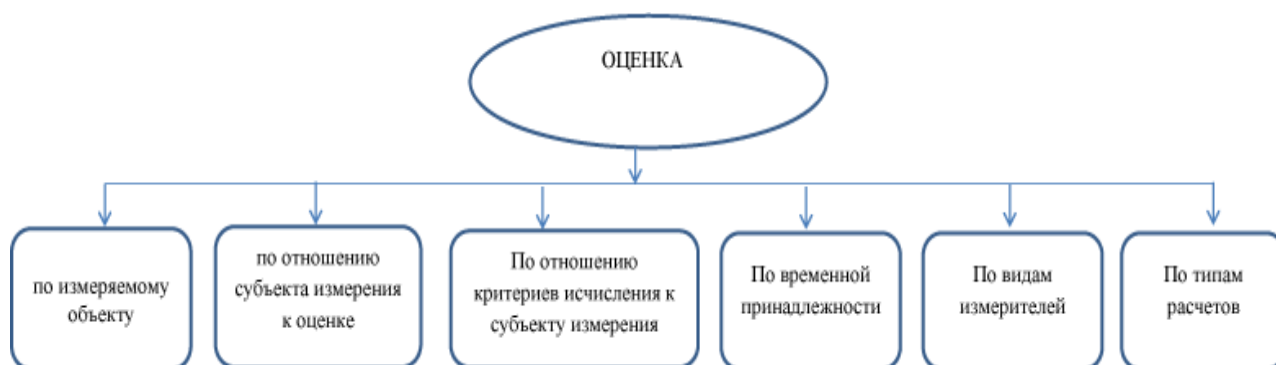 ОЦЕНКА
по измеряемому
объекту
по отношению
субъекта измерения
к оценке
По отношению
критериев исчисления к
субъекту измерения
По временной
принадлежности
По видам
измерителей
По типам
расчетов